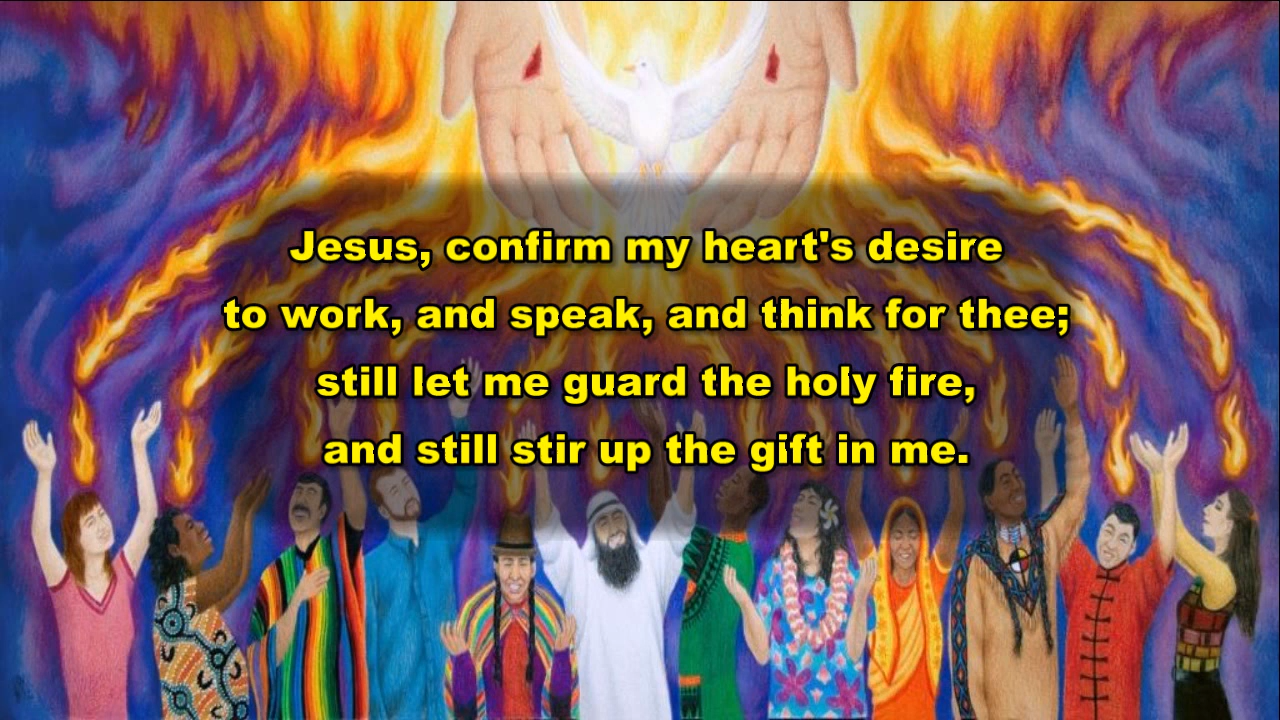 Jesus, confirm my heart's desire
to work, and speak, and think for thee;
still let me guard the holy fire,
and still stir up the gift in me.